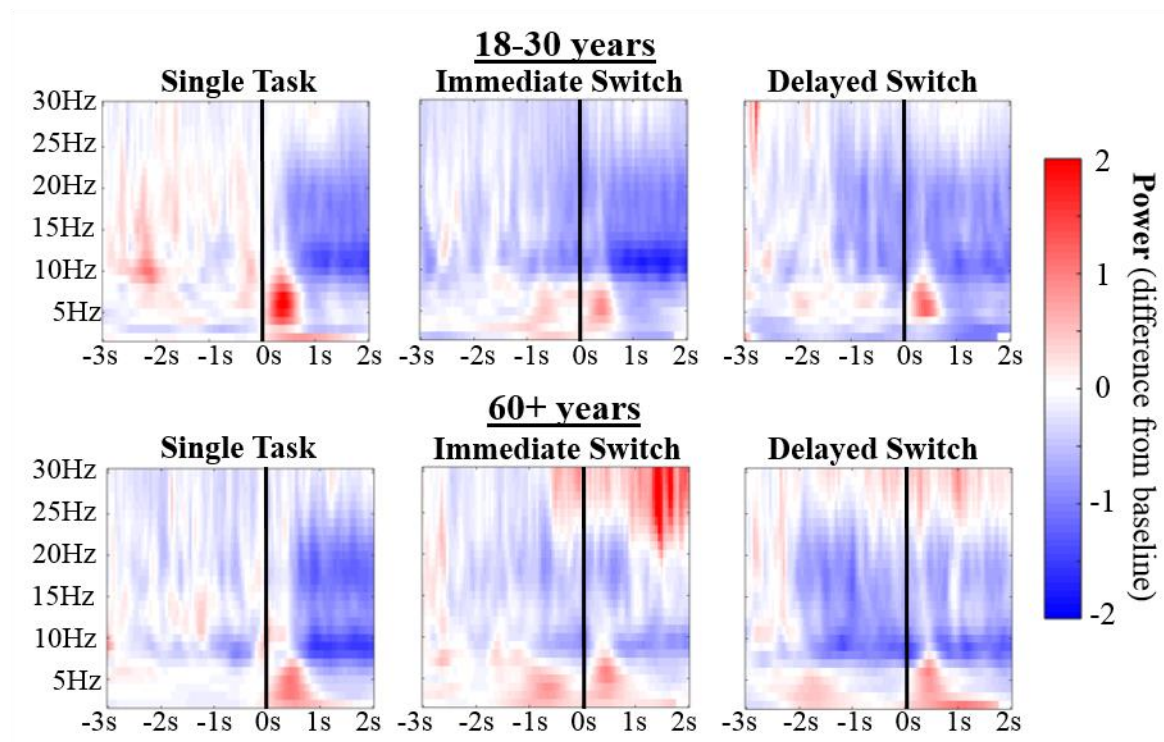 18-30 years
Single Task
Immediate Switch
Delayed Switch
30Hz
25Hz
20Hz
15Hz
10Hz
5Hz
-3s -2s -1s 0s 1s 2s
-3s -2s -1s 0s 1s 2s
-3s -2s -1s 0s 1s 2s
60+ years
Single Task
Immediate Switch
Delayed Switch
30Hz
25Hz
20Hz
15Hz
10Hz
5Hz
-3s -2s -1s 0s 1s 2s
-3s -2s -1s 0s 1s 2s
-3s -2s -1s 0s 1s 2s
2
1
0
-1
-2
Power (difference from baseline)